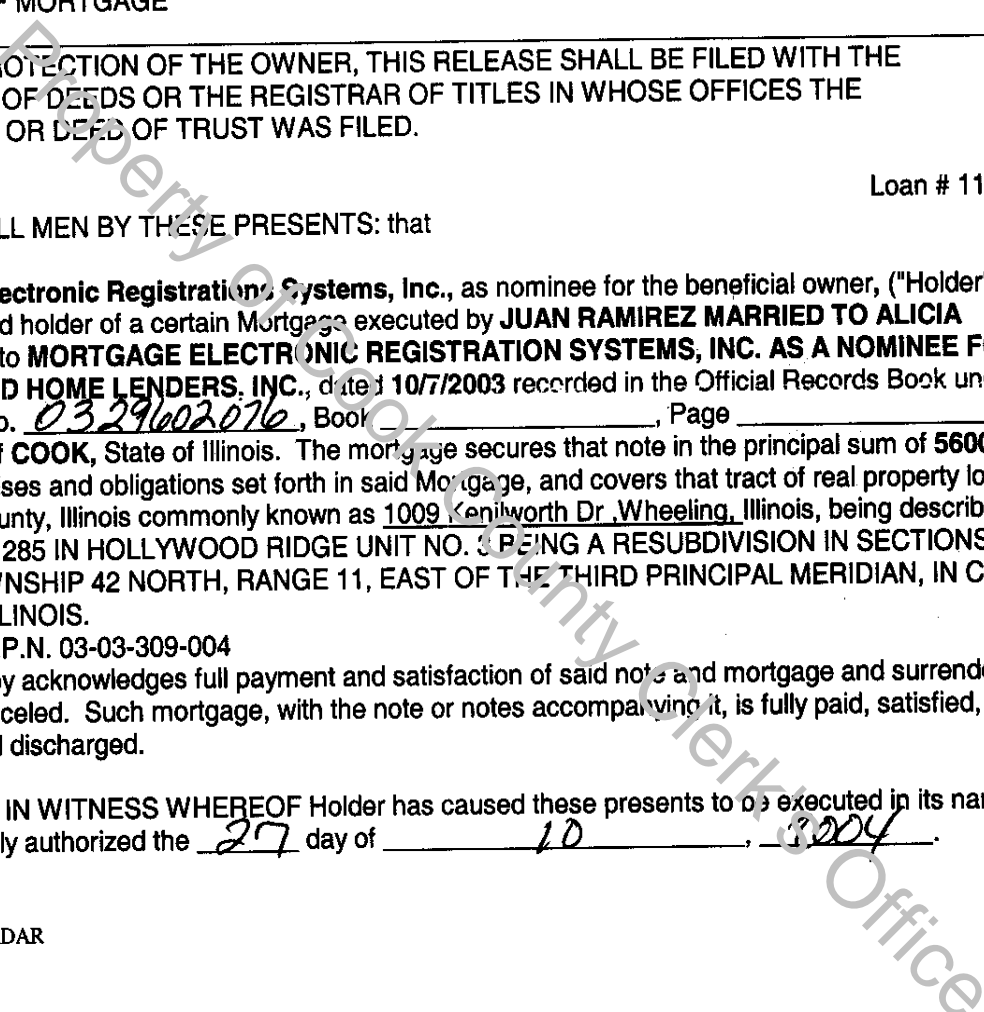 MORTGAGE
ROTECTION OF THE OWNER, THIS RELEASE SHALL BE FILED WITH THE
OF DEEDS OR THE REGISTRAR OF TITLES IN WHOSE OFFICES THE
OR DEED OF TRUST WAS FILED.
Loan # 11
LL MEN BY THESE PRESENTS: that
ectronic Registrations Systems, Inc., as nominee for the beneficial owner, ("Holder"
d holder of a certain Mortgage executed by JUAN RAMIREZ MARRIED TO ALICIA
to MORTGAGE ELECTRONIC REGISTRATION SYSTEMS, INC. AS A NOMINEE F
D HOME LENDERS, INC., dated 10/7/2003 recorded in the Official Records Book un
o. 0329602076, Book , Page
f COOK, State of Illinois. The mortgage secures that note in the principal sum of 5600
ses and obligations set forth in said Mortgage, and covers that tract of real property lo
unty, Illinois commonly known as 1009 Kenilworth Dr ,Wheeling, Illinois, being describ
285 IN HOLLYWOOD RIDGE UNIT NO. 3 BEING A RESUBDIVISION IN SECTIONS
VNSHIP 42 NORTH, RANGE 11, EAST OF THE THIRD PRINCIPAL MERIDIAN, IN C
LINOIS.
P.N. 03-03-309-004
by acknowledges full payment and satisfaction of said note and mortgage and surrende
celed. Such mortgage, with the note or notes accompanying it, is fully paid, satisfied,
d discharged.
IN WITNESS WHEREOF Holder has caused these presents to be executed in its nam
ly authorized the 27 day of 10 , 2004 .
DAR
Property of Cook County Clerk's Office